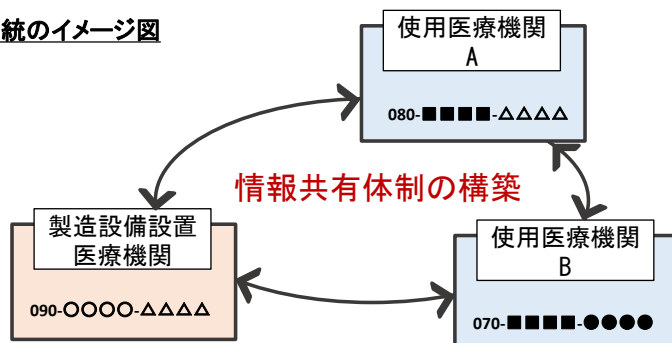 統のイメージ図
使用医療機関
A
080-■■■■-△△△△
情報共有体制の構築
製造設備設置
医療機関
090-○○○○-△△△△
使用医療機関
B
070-■■■■-●●●●